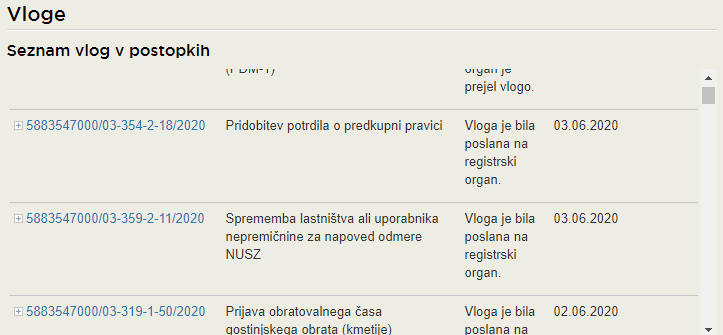 Vloge
Seznam vlog v postopkih
(PDM-1)
organ je
prejel vlogo.
5883547000/03-354-2-18/2020 Pridobitev potrdila o predkupni pravici Vloga je bila 03.06.2020
poslana na
registrski
organ.
5883547000/03-359-2-11/2020 Sprememba lastništva ali uporabnika Vloga je bila 03.06.2020
nepremičnine za napoved odmere poslana na
NUSZ registrski
organ.
5883547000/03-319-1-50/2020 Prijava obratovalnega časa Vloga je bila 02.06.2020
gostinjskega obrata (kmetije) poslana na